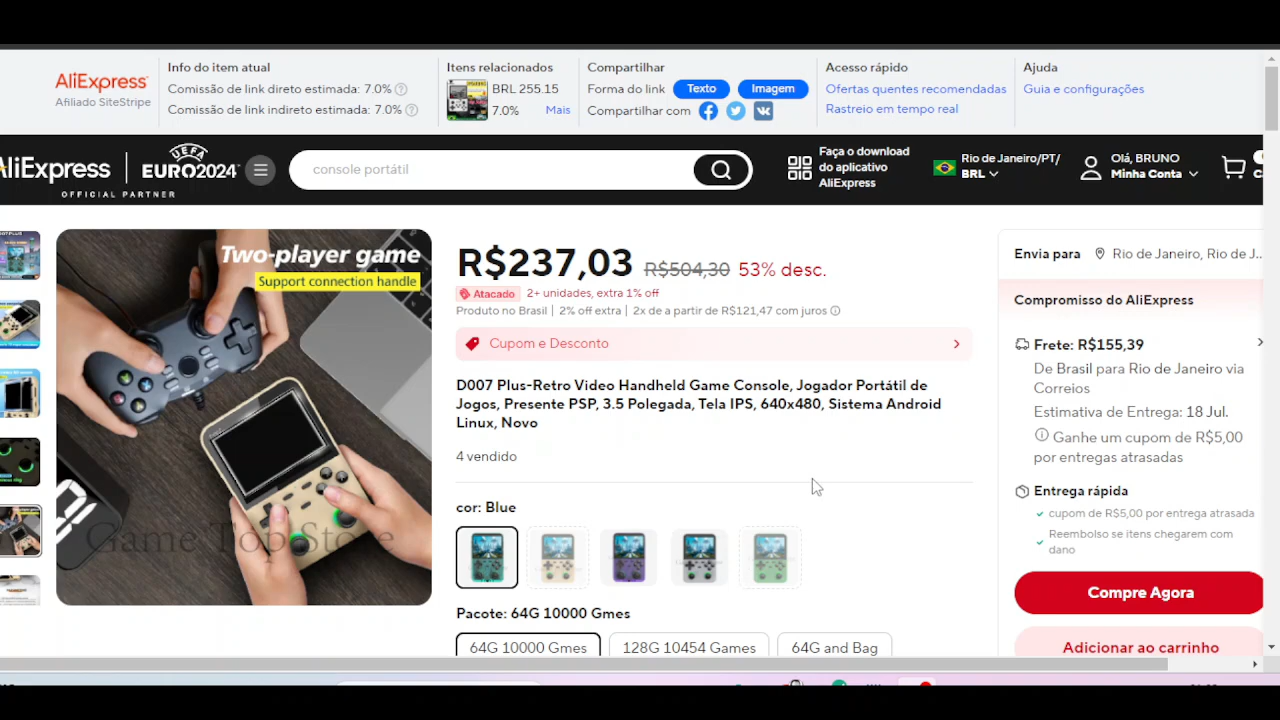 AliExpress
Afiliado SiteStripe
Info do item atual
Comissão de link direto estimada: 7.0%
Comissão de link indireto estimada: 7.0%
Itens relacionados
BRL 255.15
7.0% Mais
Compartilhar
Forma do link Texto Imagem
Compartilhar com
Acesso rápido
Ofertas quentes recomendadas
Rastreio em tempo real
Ajuda
Guia e configurações
AliExpress
UEFA
EURO2024
OFFICIAL PARTNER
console portátil
Faça o download
do aplicativo
AliExpress
Rio de Janeiro/PT/
BRL
Olá, BRUNO
Minha Conta
Two-player game
Support connection handle
Game Top Store
R$237,03 R$504,30 53% desc.
Atacado 2+ unidades, extra 1% off
Produto no Brasil | 2% off extra | 2x de a partir de R$121,47 com juros
Cupom e Desconto
D007 Plus-Retro Video Handheld Game Console, Jogador Portátil de
Jogos, Presente PSP, 3.5 Polegada, Tela IPS, 640x480, Sistema Android
Linux, Novo
4 vendido
cor: Blue
Pacote: 64G 10000 Gmes
64G 10000 Gmes 128G 10454 Games 64G and Bag
Envia para Rio de Janeiro, Rio de J...
Compromisso do AliExpress
Frete: R$155,39
De Brasil para Rio de Janeiro via
Correios
Estimativa de Entrega: 18 Jul.
Ganhe um cupom de R$5,00
por entregas atrasadas
Entrega rápida
cupom de R$5,00 por entrega atrasada
Reembolso se itens chegarem com
dano
Compre Agora
Adicionar ao carrinho